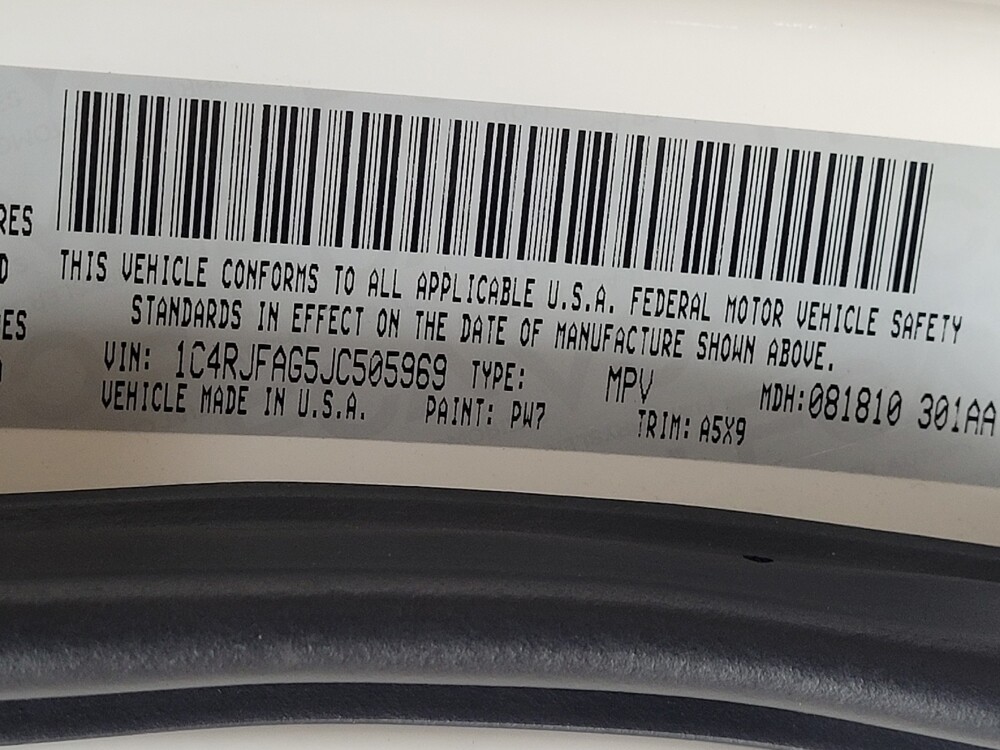 RES
THIS VEHICLE CONFORMS TO ALL APPLICABLE U.S.A. FEDERAL MOTOR VEHICLE SAFETY
STANDARDS IN EFFECT ON THE DATE OF MANUFACTURE SHOWN ABOVE.
VIN: 1C4RJFAG5JC505969 TYPE: MPV MDH:081810 301AA
VEHICLE MADE IN U.S.A. PAINT: PW7 TRIM: A5X9